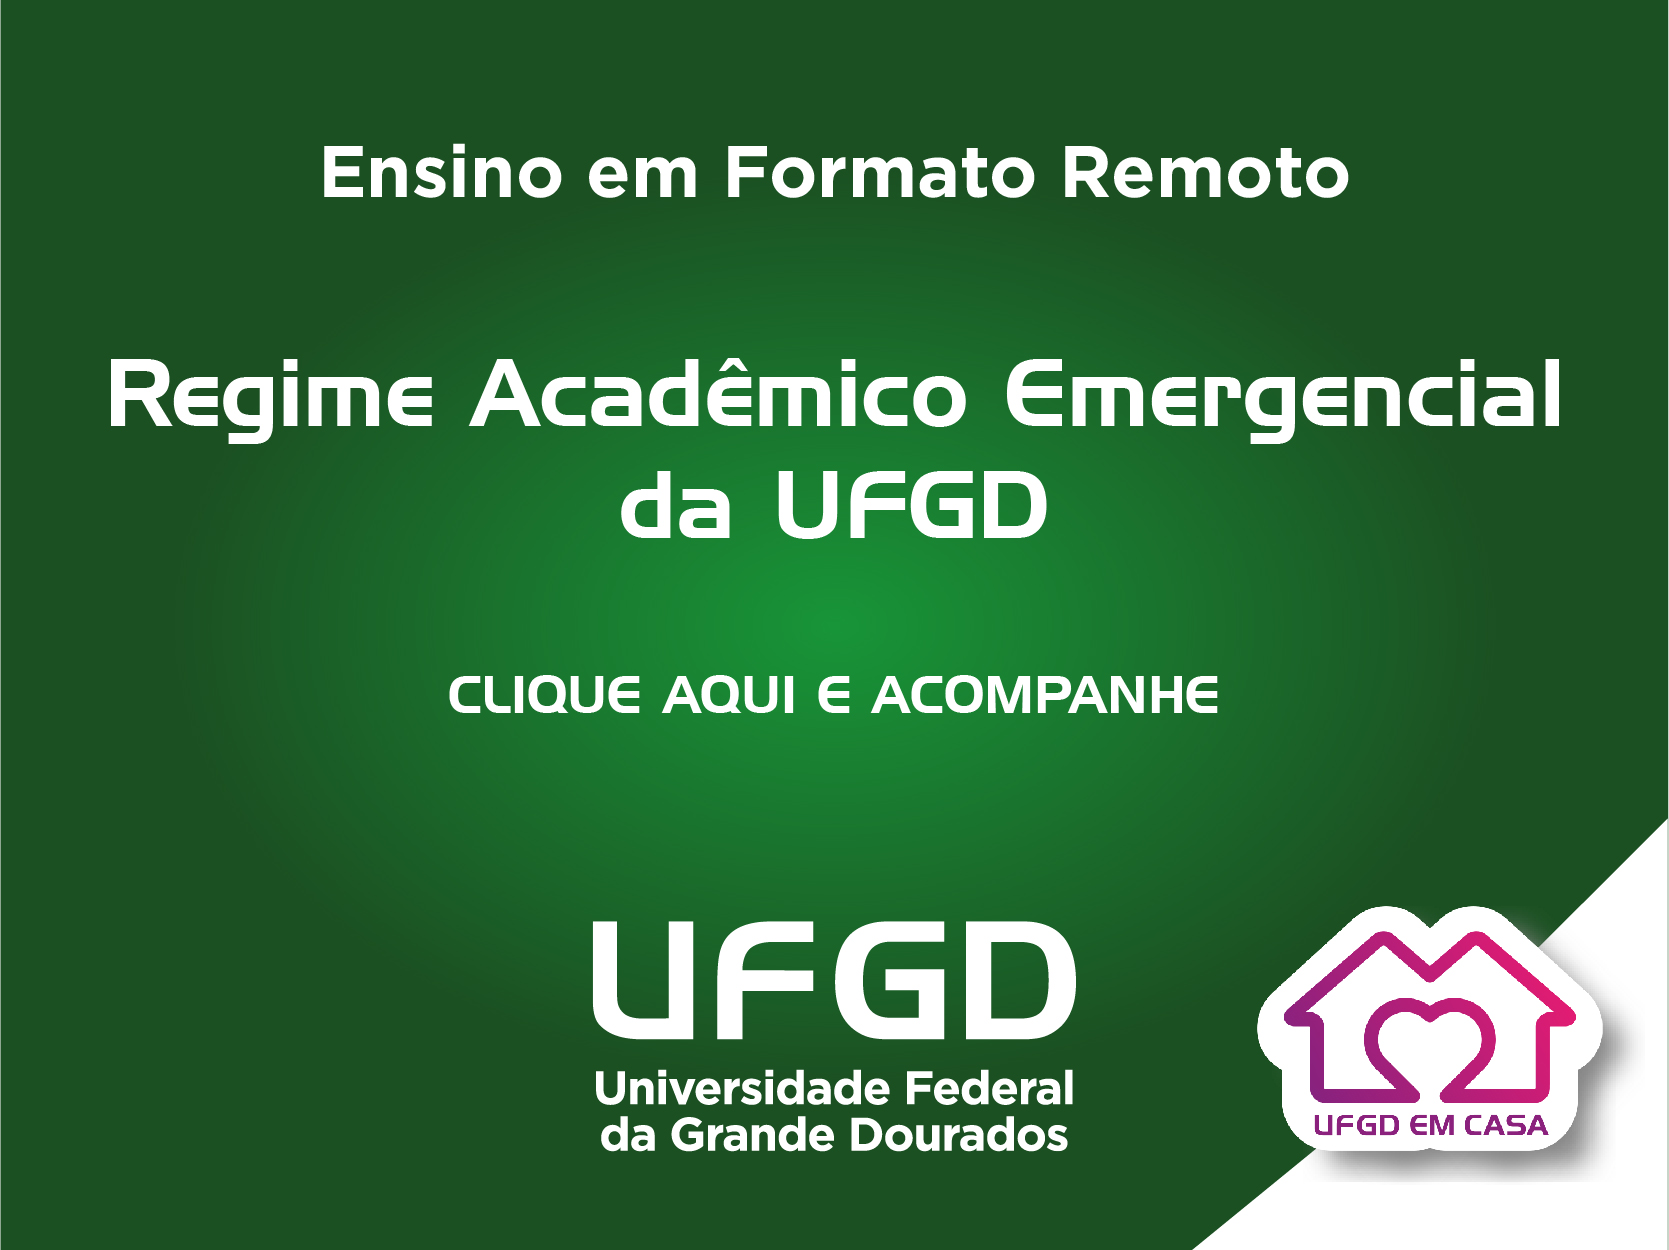 Ensino em Formato Remoto
Regime Acadêmico Emergencial
da UFGD
CLIQUE AQUI E ACOMPANHE
UFGD
Universidade Federal
da Grande Dourados
UFGD EM CASA